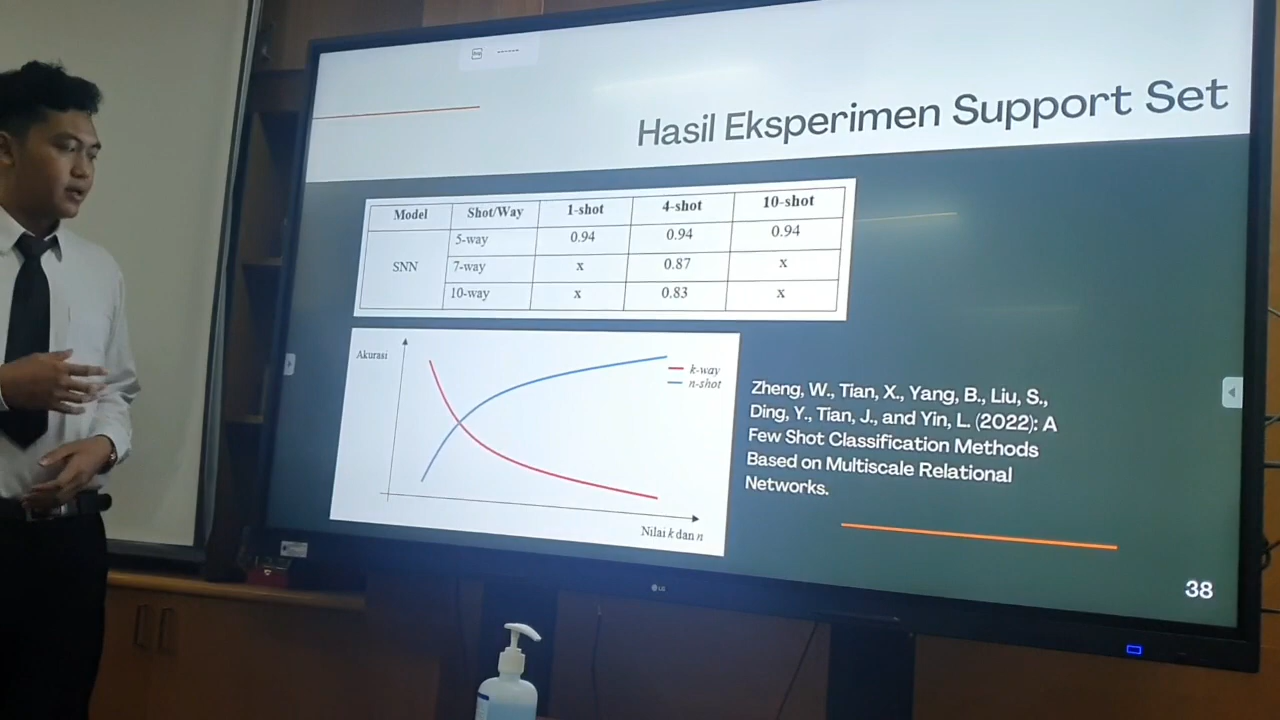 Hasil Eksperimen Support Set
Model Shot/Way 1-shot 4-shot 10-shot
SNN 5-way 0.94 0.94 0.94
7-way x 0.87 x
10-way x 0.83 x
Akurasi
k-way
n-shot
Nilai k dan n
Zheng, W., Tian, X., Yang, B., Liu, S.,
Ding, Y., Tian, J., and Yin, L. (2022): A
Few Shot Classification Methods
Based on Multiscale Relational
Networks.
38
LG